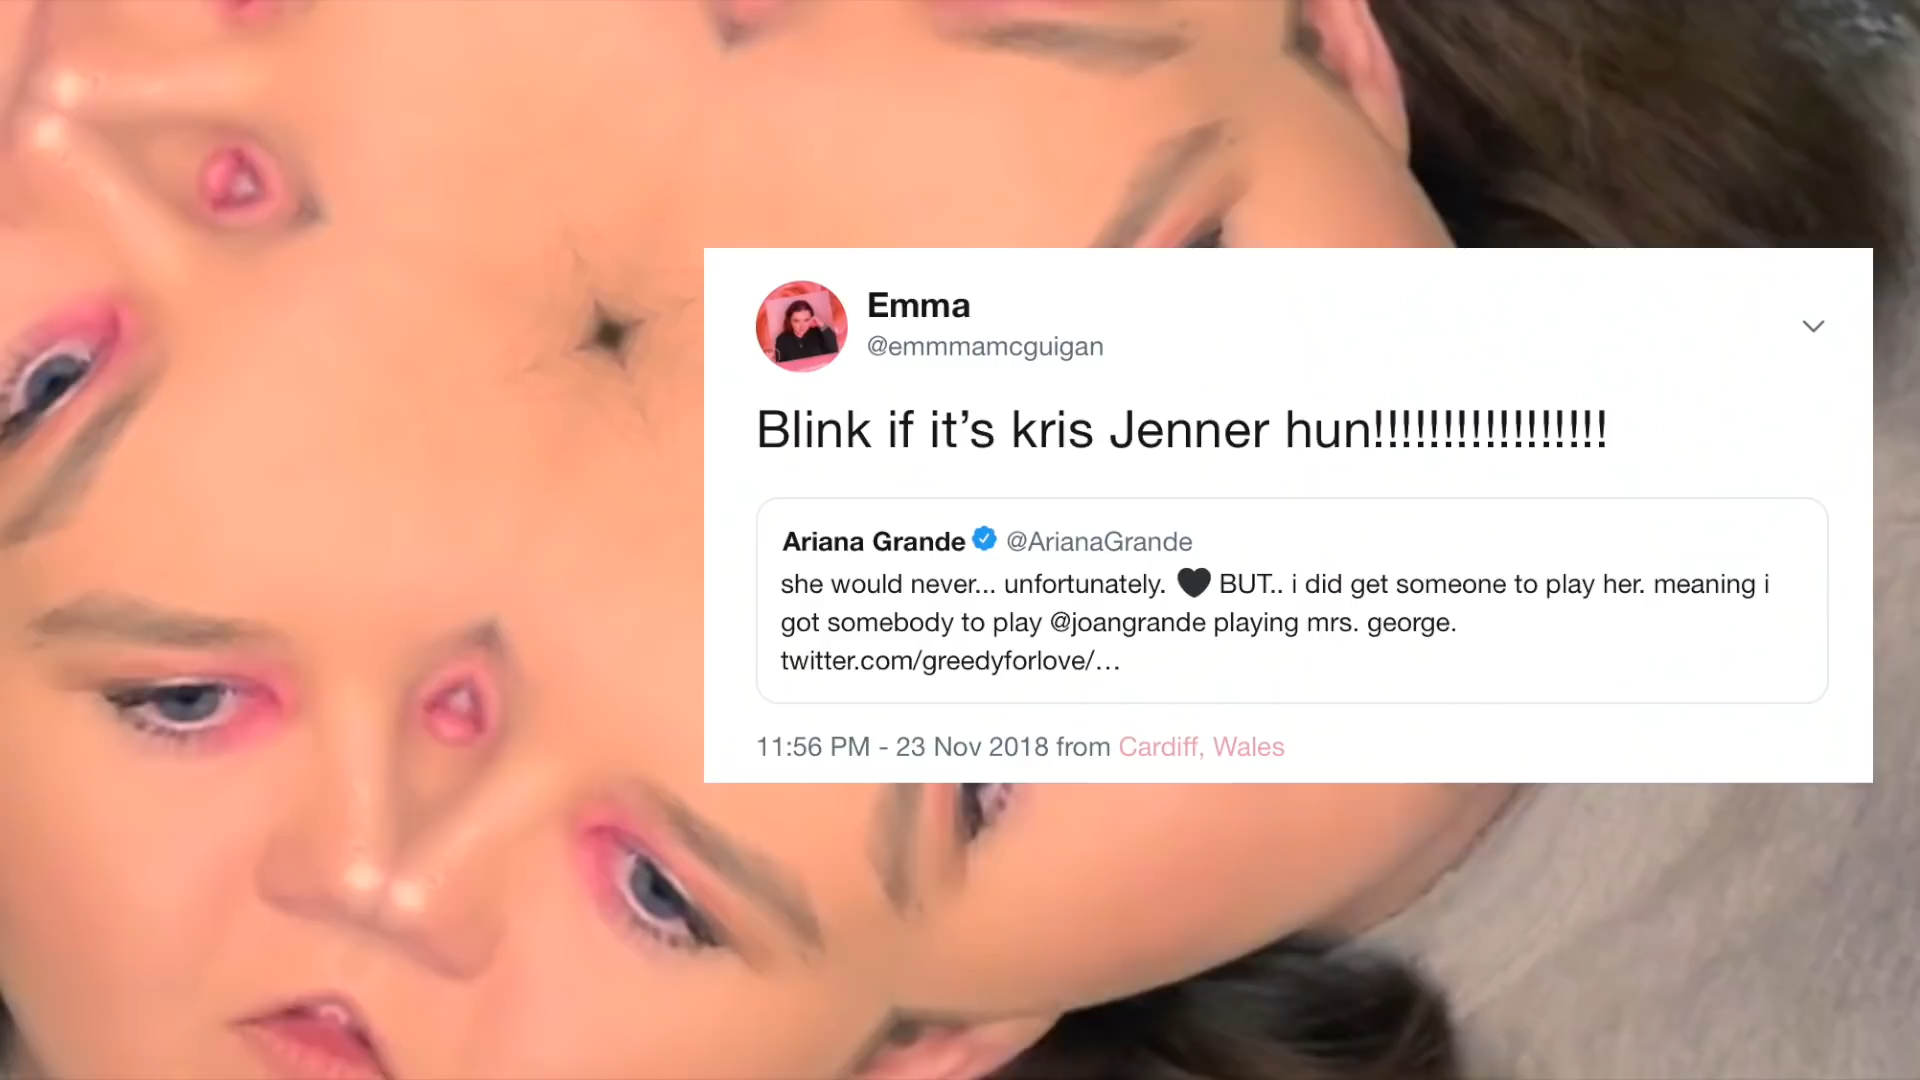 Emma
@emmmamcguigan
Blink if it’s kris Jenner hun!!!!!!!!!!!!!!!!!
Ariana Grande @ArianaGrande
she would never... unfortunately. 🖤 BUT.. i did get someone to play her. meaning i
got somebody to play @joangrande playing mrs. george.
twitter.com/greedyforlove/…
11:56 PM - 23 Nov 2018 from Cardiff, Wales